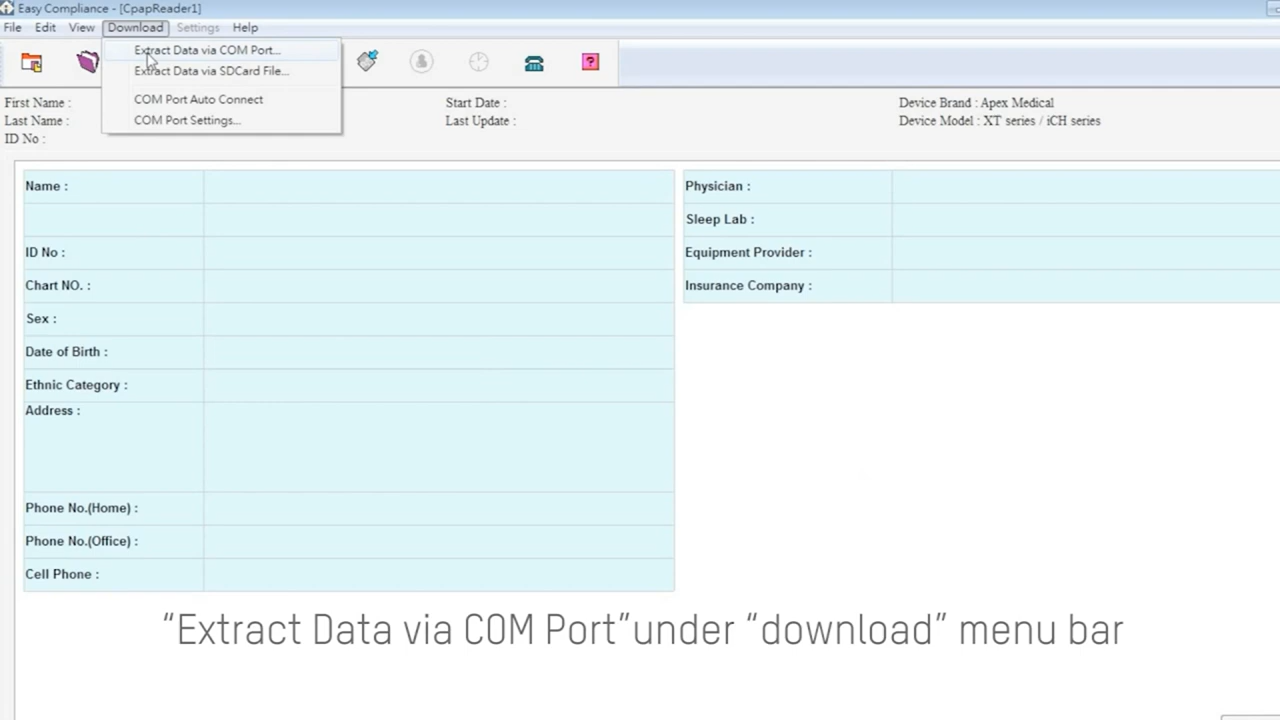 Easy Compliance - [CpapReader1]
File Edit View Download Settings Help
Extract Data via COM Port...
Extract Data via SDCard File...
COM Port Auto Connect
COM Port Settings...
First Name :
Last Name :
ID No :
Start Date :
Last Update :
Device Brand : Apex Medical
Device Model : XT series / iCH series
Name :
ID No :
Chart NO. :
Sex :
Date of Birth :
Ethnic Category :
Address :
Phone No.(Home) :
Phone No.(Office) :
Cell Phone :
Physician :
Sleep Lab :
Equipment Provider :
Insurance Company :
“Extract Data via COM Port”under “download” menu bar